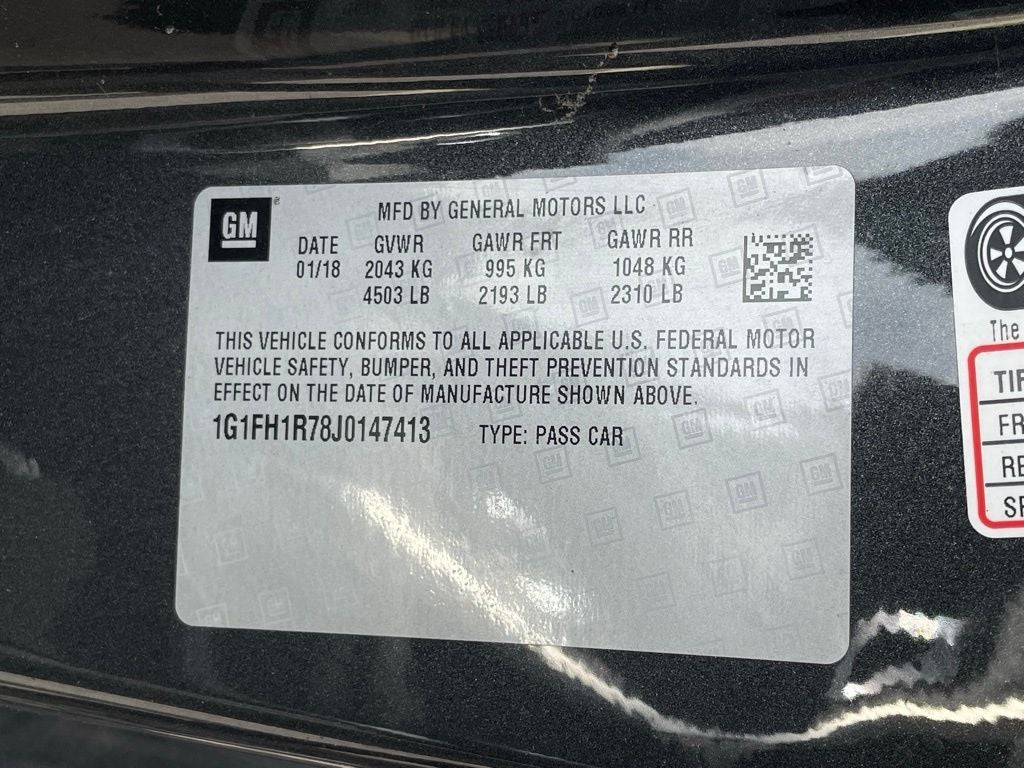 GM
MFD BY GENERAL MOTORS LLC
DATE GVWR GAWR FRT GAWR RR
01/18 2043 KG 995 KG 1048 KG
4503 LB 2193 LB 2310 LB
THIS VEHICLE CONFORMS TO ALL APPLICABLE U.S. FEDERAL MOTOR
VEHICLE SAFETY, BUMPER, AND THEFT PREVENTION STANDARDS IN
EFFECT ON THE DATE OF MANUFACTURE SHOWN ABOVE.
1G1FH1R78J0147413 TYPE: PASS CAR
The